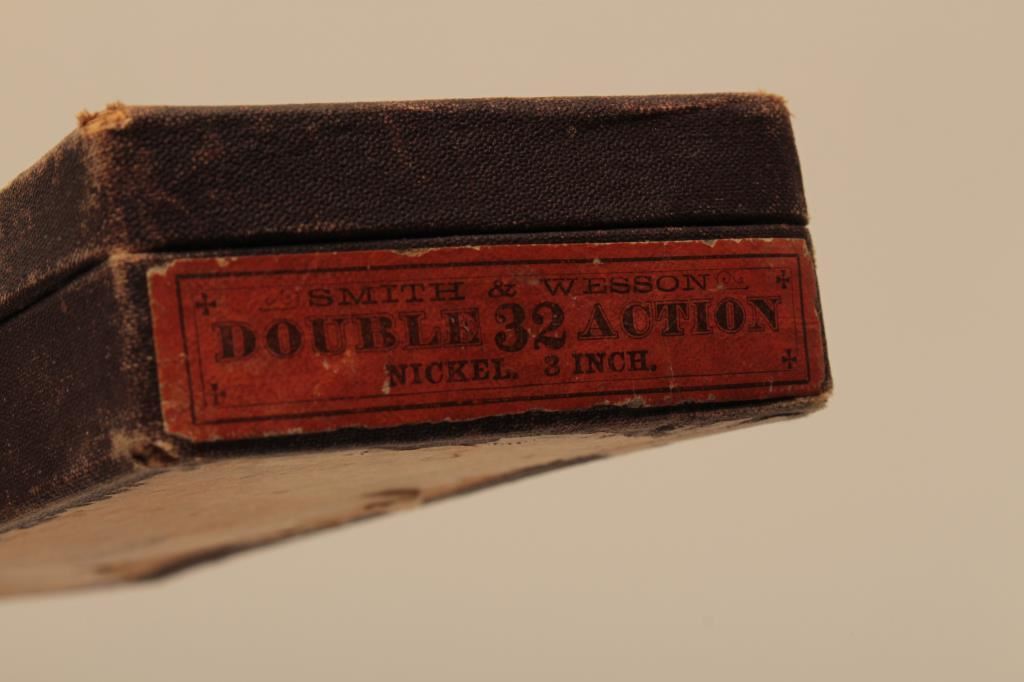 SMITH & WESSON
DOUBLE 32 ACTION
NICKEL. 3 INCH.